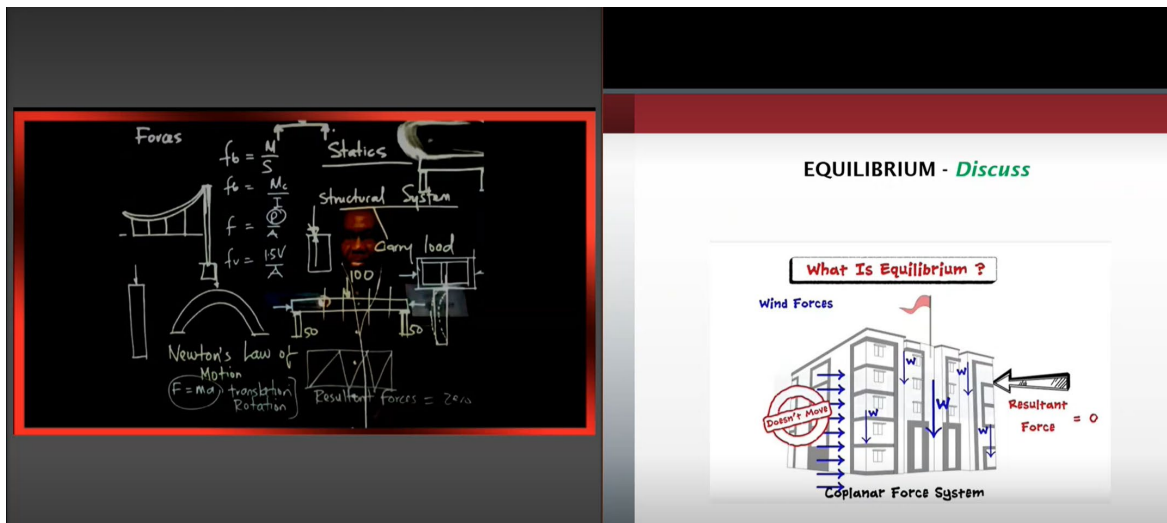 Forces
fb = M
S
fb = Mc
I
f = P
A
fv = 1.5V
A
Statics
Structural System
Carry load
100
50
50
Newton's Law of
Motion
F = ma
translation
Rotation
Resultant Forces = Zero
EQUILIBRIUM - Discuss
What Is Equilibrium ?
Wind Forces
W
W
W
W
W
Doesn't Move
Resultant
Force
= 0
Coplanar Force System